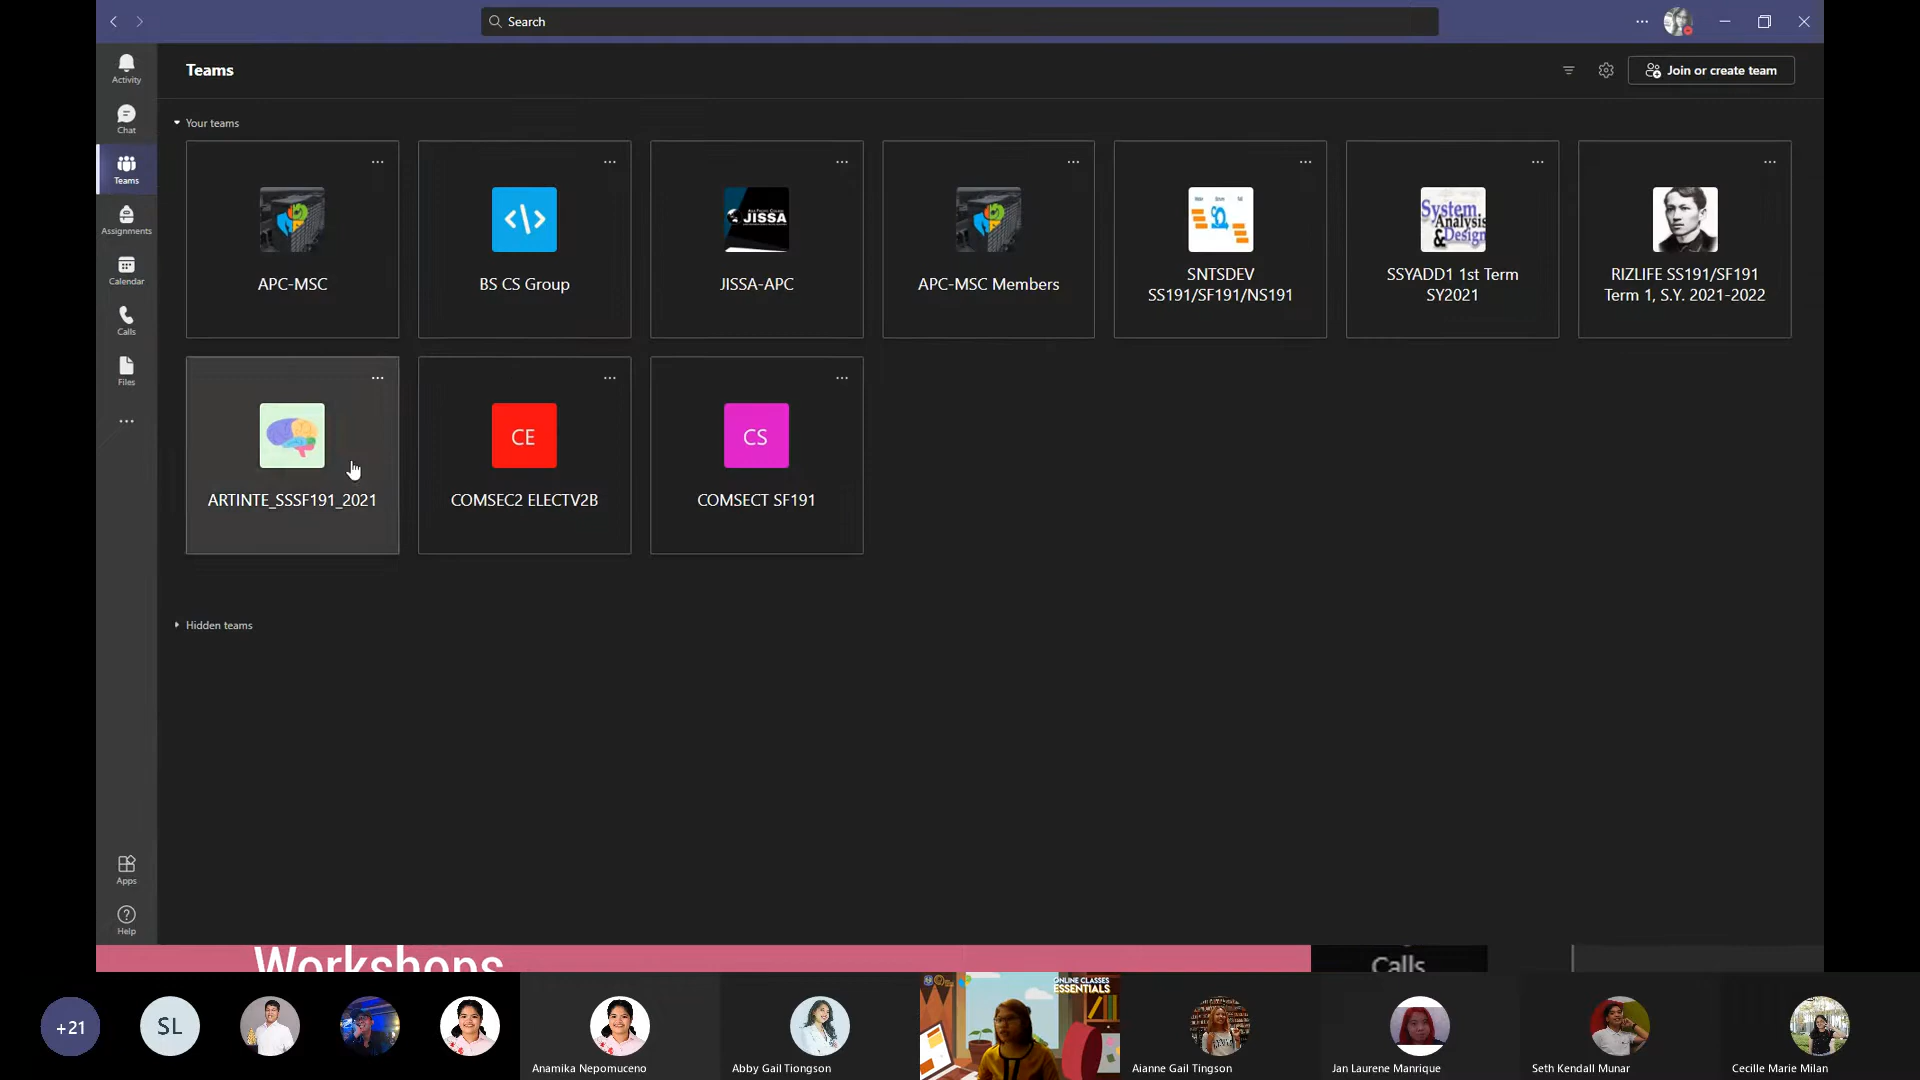 Search
Activity
Chat
Teams
Assignments
Calendar
Calls
Files
Apps
Help
Teams
Join or create team
Your teams
APC-MSC
BS CS Group
JISSA
JISSA-APC
APC-MSC Members
SNTSDEV
SS191/SF191/NS191
System
Analysis
& Design
SSYADD1 1st Term
SY2021
RIZLIFE SS191/SF191
Term 1, S.Y. 2021-2022
ARTINTE_SSSF191_2021
CE
COMSEC2 ELECTV2B
CS
COMSECT SF191
Hidden teams
Workshops
Calls
+21
SL
Anamika Nepomuceno
Abby Gail Tiongson
ONLINE CLASSES
ESSENTIALS
Aianne Gail Tingson
Jan Laurene Manrique
Seth Kendall Munar
Cecille Marie Milan